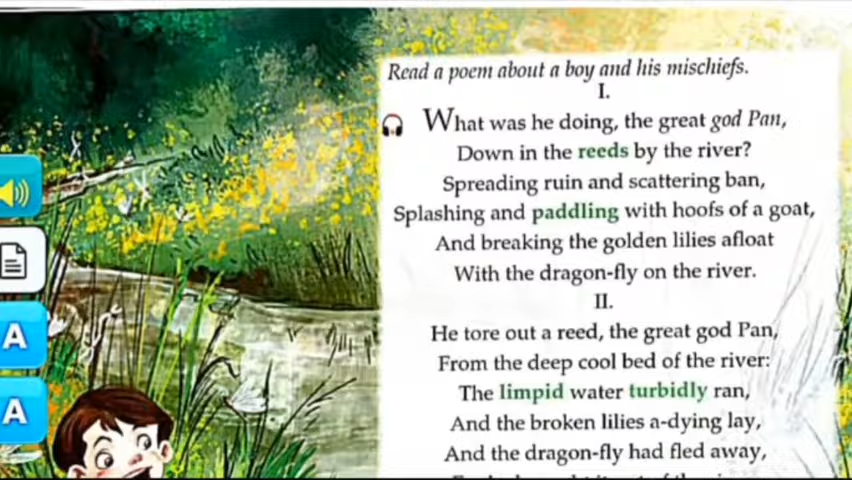 Read a poem about a boy and his mischiefs.
I.
What was he doing, the great god Pan,
Down in the reeds by the river?
Spreading ruin and scattering ban,
Splashing and paddling with hoofs of a goat,
And breaking the golden lilies afloat
With the dragon-fly on the river.
II.
He tore out a reed, the great god Pan,
From the deep cool bed of the river:
The limpid water turbidly ran,
And the broken lilies a-dying lay,
And the dragon-fly had fled away,
A
A